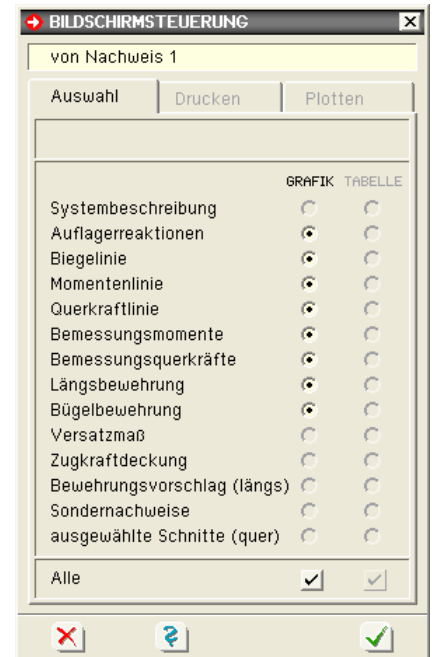 BILDSCHIRMSTEUERUNG
von Nachweis 1
Auswahl Drucken Plotten
GRAFIK TABELLE
Systembeschreibung
Auflagerreaktionen
Biegelinie
Momentenlinie
Querkraftlinie
Bemessungsmomente
Bemessungsquerkräfte
Längsbewehrung
Bügelbewehrung
Versatzmaß
Zugkraftdeckung
Bewehrungsvorschlag (längs)
Sondernachweise
ausgewählte Schnitte (quer)
Alle